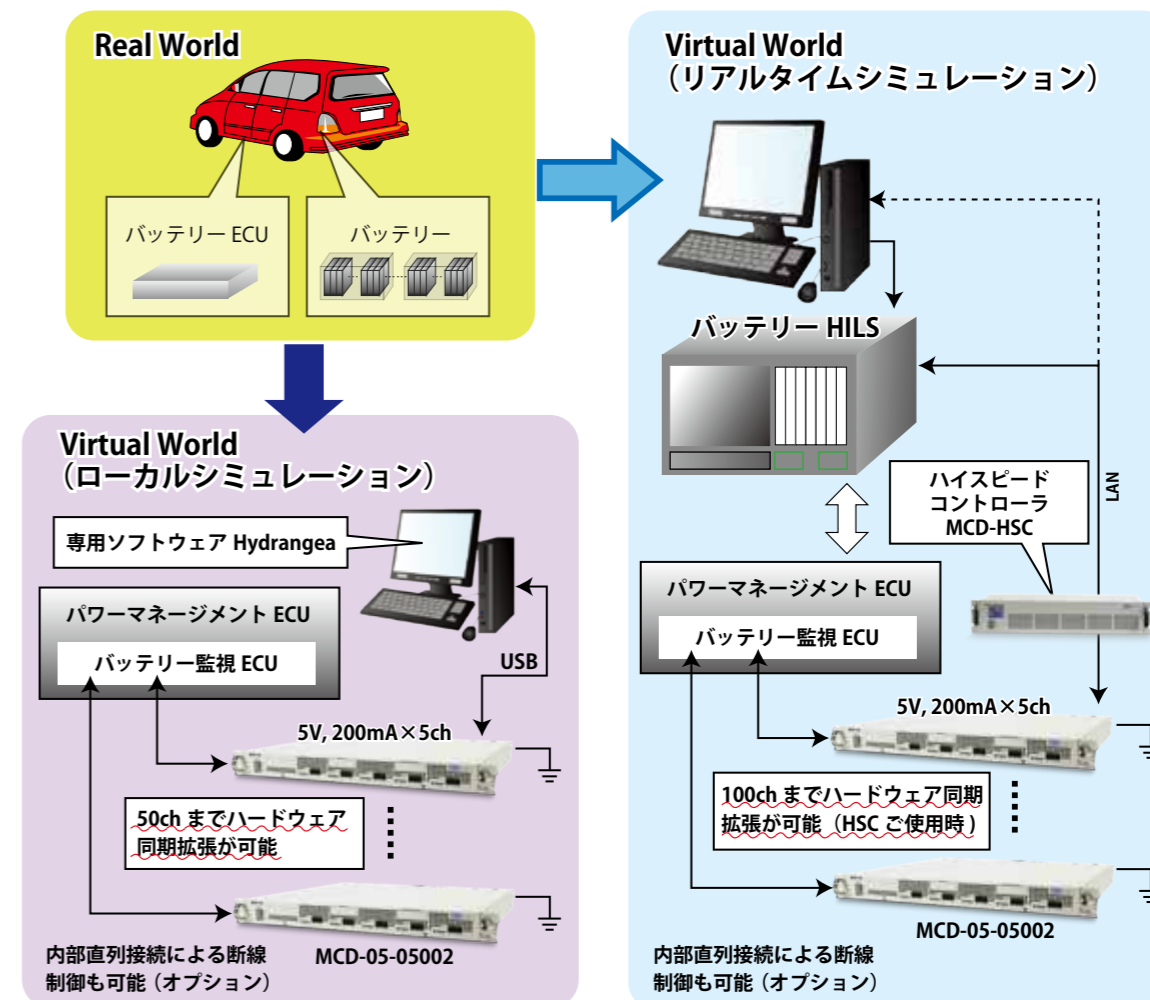 Real World
バッテリー ECU
バッテリー
Virtual World
（ローカルシミュレーション）
専用ソフトウェア Hydrangea
パワーマネージメント ECU
バッテリー監視 ECU
USB
5V, 200mA×5ch
50ch までハードウェア
同期拡張が可能
内部直列接続による断線
制御も可能（オプション）
MCD-05-05002
Virtual World
（リアルタイムシミュレーション）
バッテリー HILS
LAN
ハイスピード
コントローラ
MCD-HSC
パワーマネージメント ECU
バッテリー監視 ECU
5V, 200mA×5ch
100ch までハードウェア同期
拡張が可能（HSC ご使用時 )
MCD-05-05002
内部直列接続による断線
制御も可能（オプション）